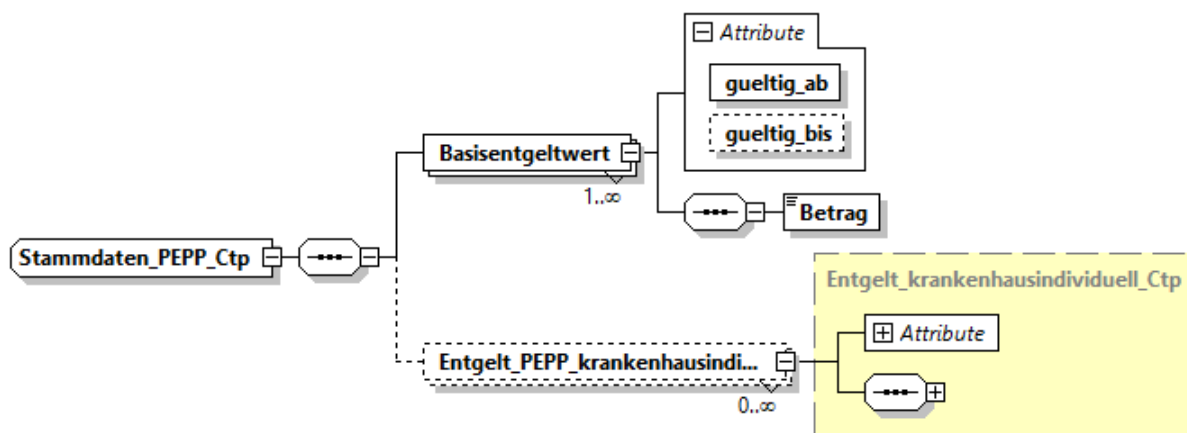 Attribute
gueltig_ab
gueltig_bis
Basisentgeltwert
1..∞
Betrag
Stammdaten_PEPP_Ctp
Entgelt_krankenhausindividuell_Ctp
Attribute
Entgelt_PEPP_krankenhausindi...
0..∞